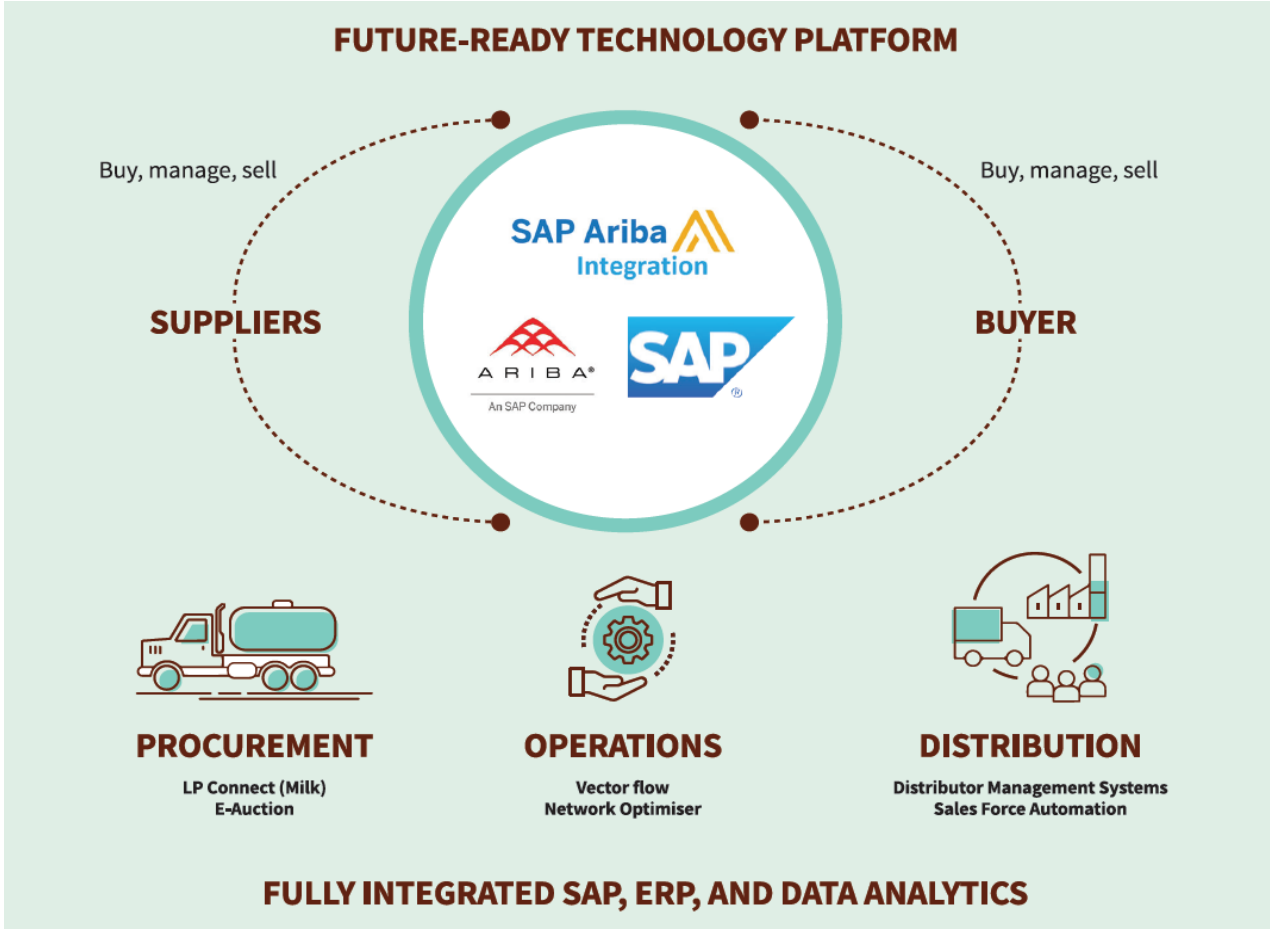 FUTURE-READY TECHNOLOGY PLATFORM
Buy, manage, sell
Buy, manage, sell
SAP Ariba
Integration
SUPPLIERS
BUYER
ARIBA®
An SAP Company
SAP
®
PROCUREMENT
LP Connect (Milk)
E-Auction
OPERATIONS
Vector flow
Network Optimiser
DISTRIBUTION
Distributor Management Systems
Sales Force Automation
FULLY INTEGRATED SAP, ERP, AND DATA ANALYTICS